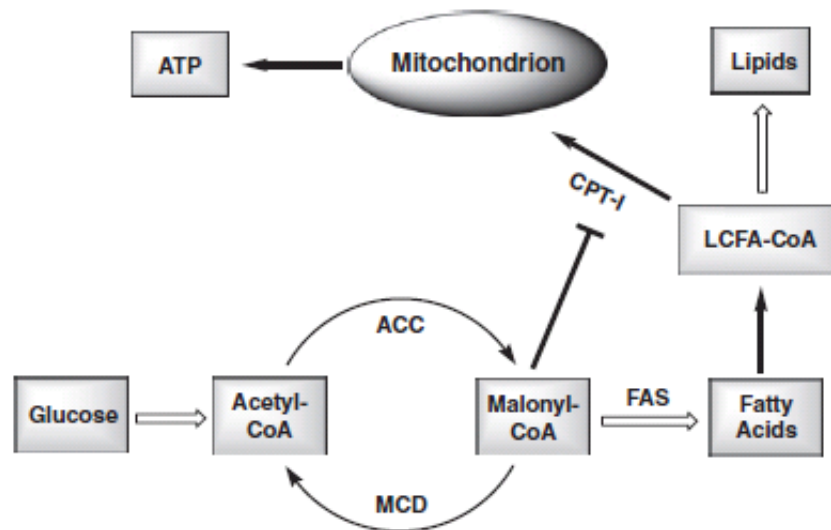 ATP
Mitochondrion
Lipids
CPT-I
LCFA-CoA
ACC
Glucose
Acetyl-
CoA
Malonyl-
CoA
FAS
Fatty
Acids
MCD